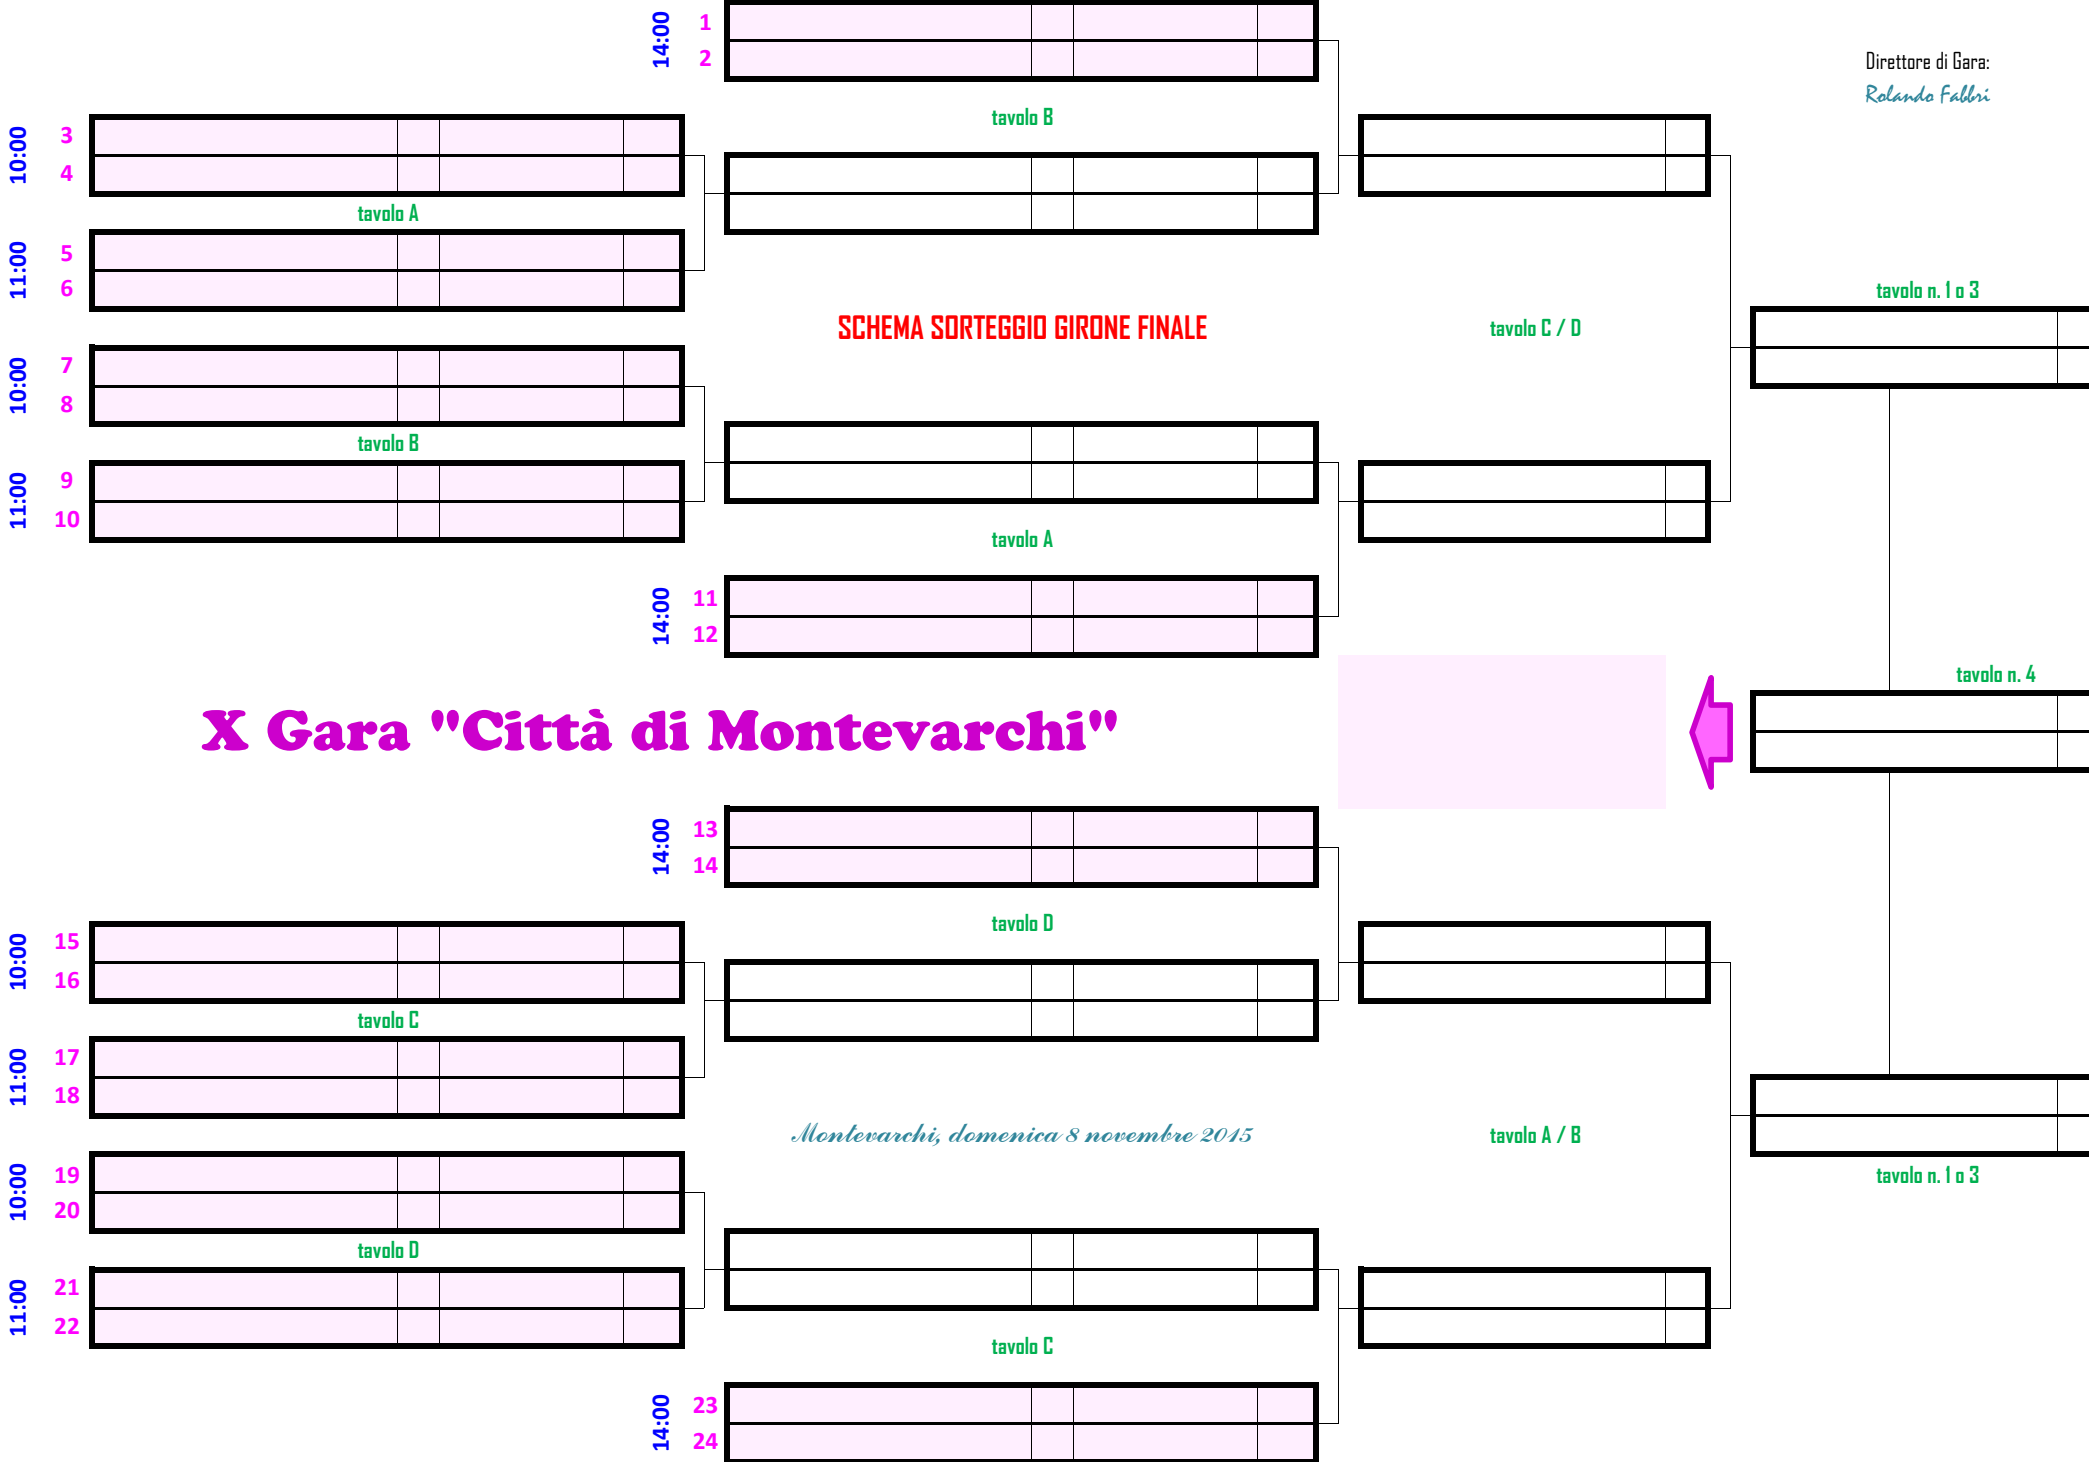 14:00
1
2
Direttore di Gara:
Rolando Fabbri
tavolo B
10:00
3
4
tavolo A
11:00
5
6
tavolo n. 1 o 3
SCHEMA SORTEGGIO GIRONE FINALE
tavolo C / D
10:00
7
8
tavolo B
11:00
9
10
tavolo A
14:00
11
12
tavolo n. 4
X Gara "Città di Montevarchi"
14:00
13
14
tavolo D
10:00
15
16
tavolo C
11:00
17
18
Montevarchi, domenica 8 novembre 2015
tavolo A / B
10:00
19
20
tavolo n. 1 o 3
tavolo D
11:00
21
22
tavolo C
14:00
23
24